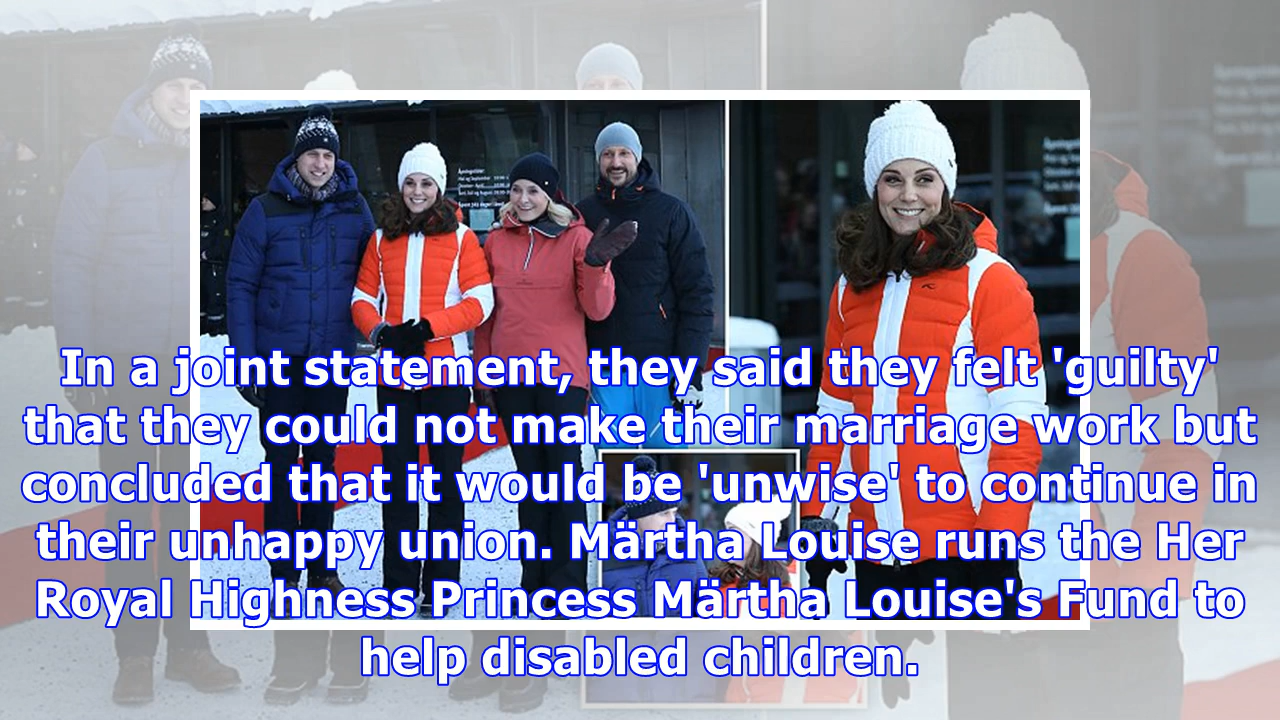 In a joint statement, they said they felt 'guilty'
that they could not make their marriage work but
concluded that it would be 'unwise' to continue in
their unhappy union. Märtha Louise runs the Her
Royal Highness Princess Märtha Louise's Fund to
help disabled children.